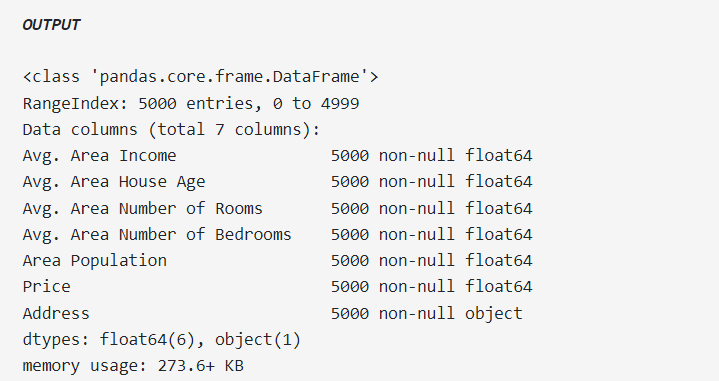 OUTPUT
<class 'pandas.core.frame.DataFrame'>
RangeIndex: 5000 entries, 0 to 4999
Data columns (total 7 columns):
Avg. Area Income                5000 non-null float64
Avg. Area House Age             5000 non-null float64
Avg. Area Number of Rooms       5000 non-null float64
Avg. Area Number of Bedrooms    5000 non-null float64
Area Population                 5000 non-null float64
Price                           5000 non-null float64
Address                         5000 non-null object
dtypes: float64(6), object(1)
memory usage: 273.6+ KB